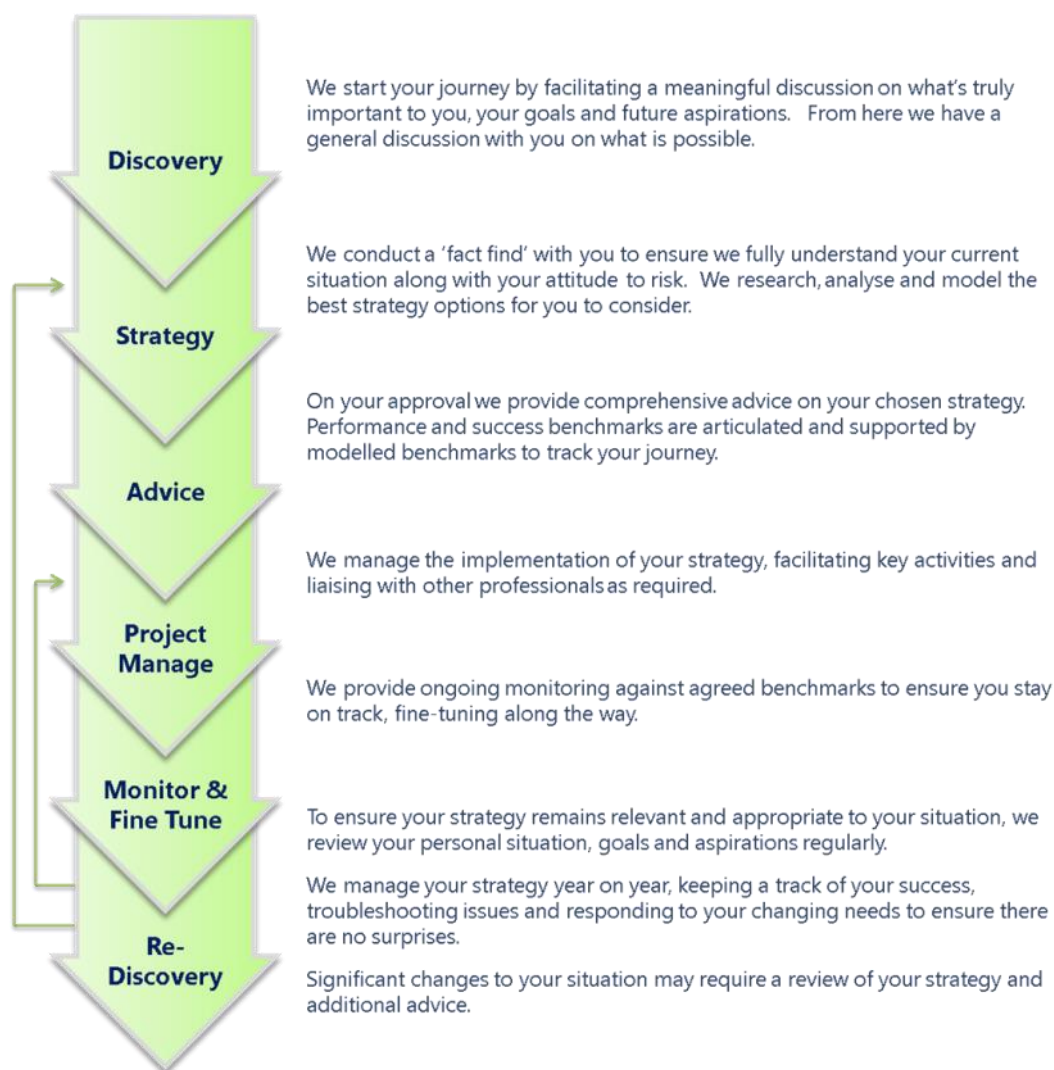 We start your journey by facilitating a meaningful discussion on what's truly
important to you, your goals and future aspirations.   From here we have a
general discussion with you on what is possible.
Discovery
We conduct a 'fact find' with you to ensure we fully understand your current
situation along with your attitude to risk.  We research, analyse and model the
best strategy options for you to consider.
Strategy
On your approval we provide comprehensive advice on your chosen strategy.
Performance and success benchmarks are articulated and supported by
modelled benchmarks to track your journey.
Advice
We manage the implementation of your strategy, facilitating key activities and
liaising with other professionals as required.
Project
Manage
We provide ongoing monitoring against agreed benchmarks to ensure you stay
on track, fine-tuning along the way.
Monitor &
Fine Tune
To ensure your strategy remains relevant and appropriate to your situation, we
review your personal situation, goals and aspirations regularly.
We manage your strategy year on year, keeping a track of your success,
troubleshooting issues and responding to your changing needs to ensure there
are no surprises.
Re-
Discovery
Significant changes to your situation may require a review of your strategy and
additional advice.